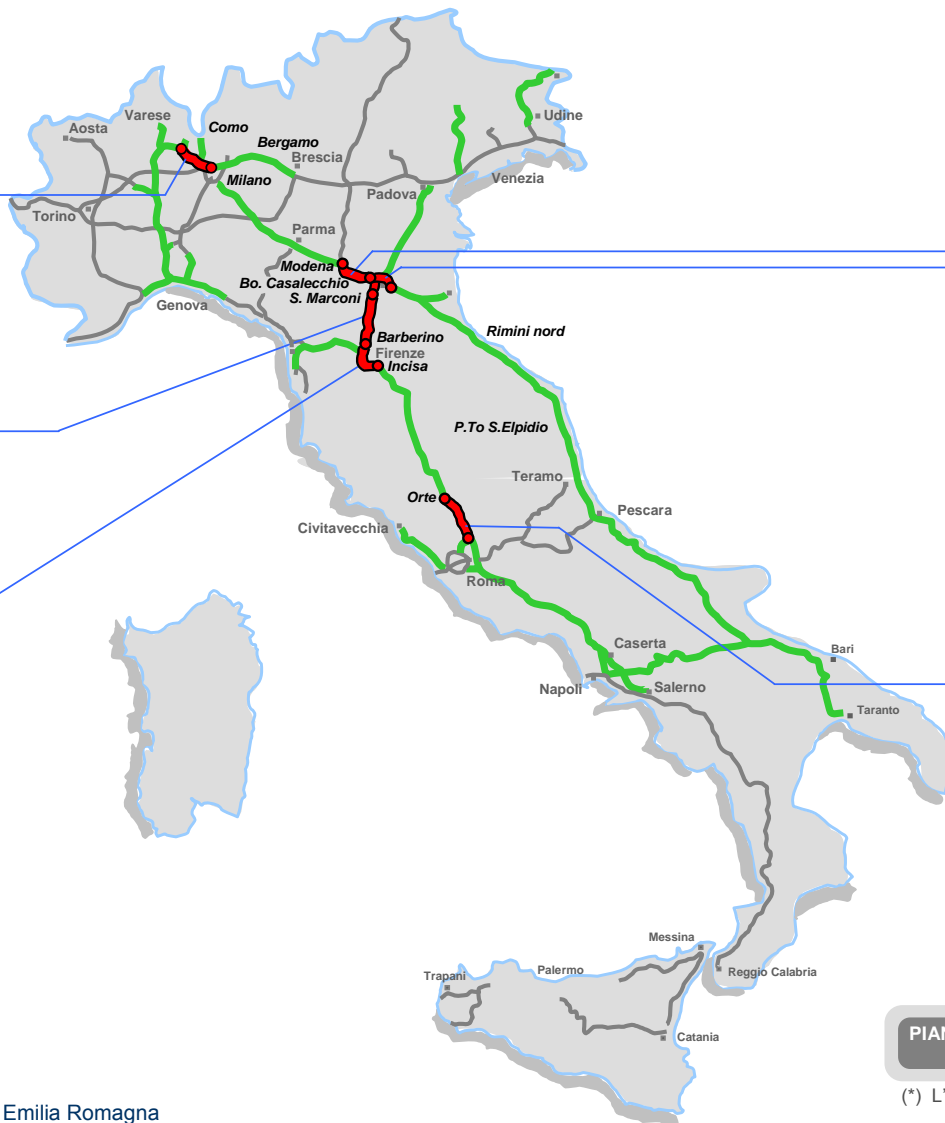 Varese
Como
Udine
Aosta
Bergamo
Brescia
Milano
Venezia
Padova
Torino
Parma
Modena
Bo. Casalecchio
S. Marconi
Genova
Rimini nord
Barberino
Firenze
Incisa
P.To S.Elpidio
Teramo
Orte
Pescara
Civitavecchia
Roma
Caserta
Bari
Napoli
Salerno
Taranto
Messina
Palermo
Trapani
Reggio Calabria
Catania
PIAN
(*) L'
Emilia Romagna